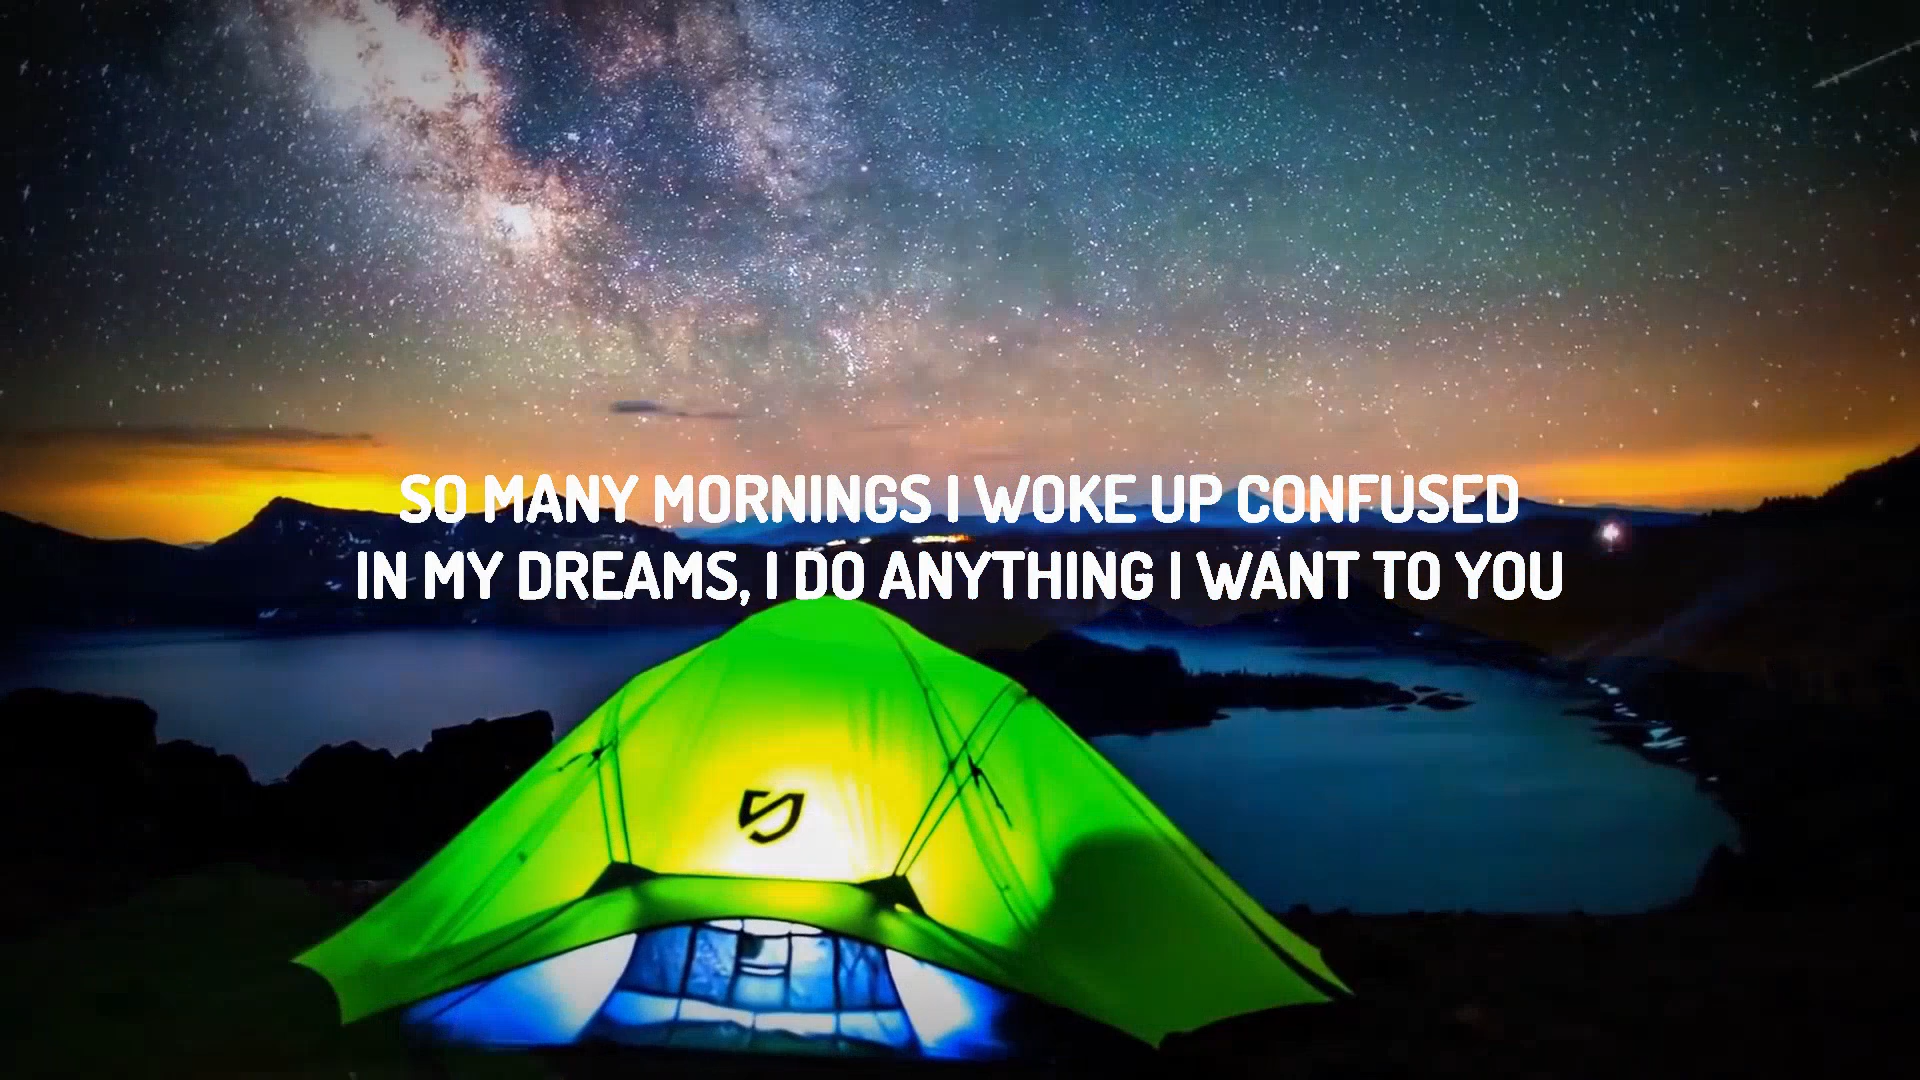 SO MANY MORNINGS I WOKE UP CONFUSED
IN MY DREAMS, I DO ANYTHING I WANT TO YOU